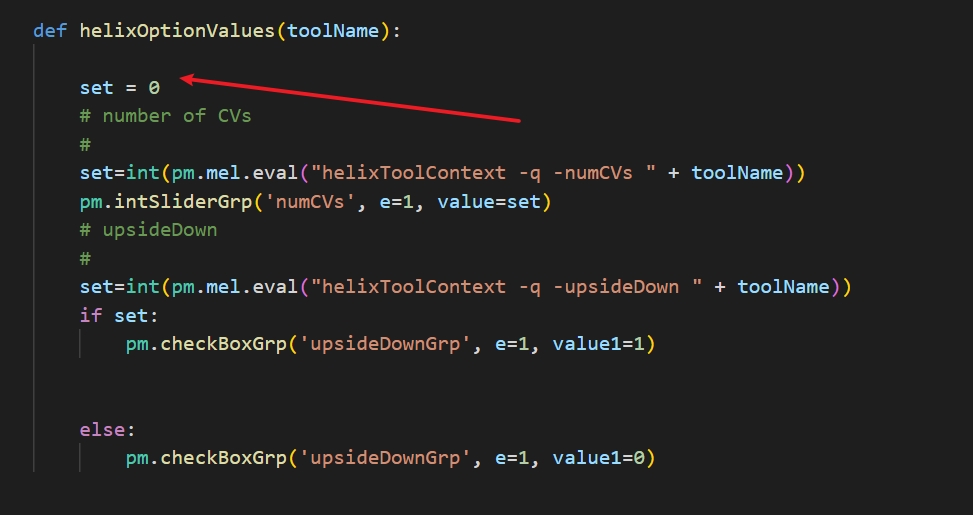 def helixOptionValues(toolName):
set = 0
# number of CVs
#
set=int(pm.mel.eval("helixToolContext -q -numCVs " + toolName))
pm.intSliderGrp('numCVs', e=1, value=set)
# upsideDown
#
set=int(pm.mel.eval("helixToolContext -q -upsideDown " + toolName))
if set:
pm.checkBoxGrp('upsideDownGrp', e=1, value1=1)
else:
pm.checkBoxGrp('upsideDownGrp', e=1, value1=0)